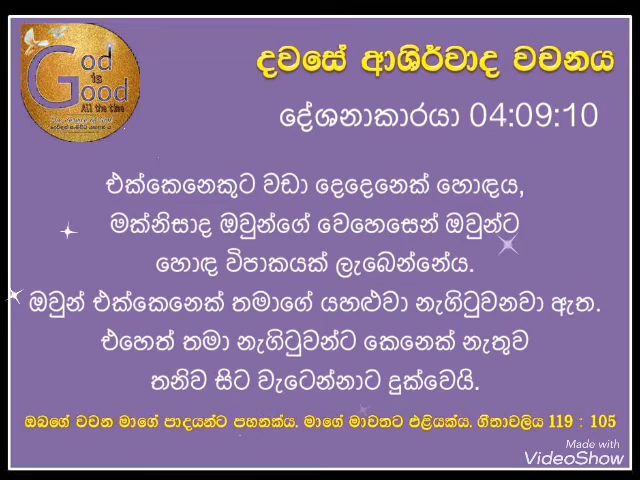 God
is
Good
All the time
දවසේ ආශිර්වාද වචනය
දේශනාකාරයා 04:09:10
එක්කෙනෙකුට වඩා දෙදෙනෙක් හොඳය,
මක්නිසාද ඔවුන්ගේ වෙහෙසෙන් ඔවුන්ට
හොඳ විපාකයක් ලැබෙන්නේය.
ඔවුන් එක්කෙනෙක් තමාගේ යහළුවා නැගිටුවනවා ඇත.
එහෙත් තමා නැගිටුවන්ට කෙනෙක් නැතුව
තනිව සිට වැටෙන්නාට දුක්වෙයි.
ඔබගේ වචන මාගේ පාදයන්ට පහනක්ය. මාගේ මාවතට එළියක්ය. ගීතාවලිය 119 : 105
Made with
VideoShow